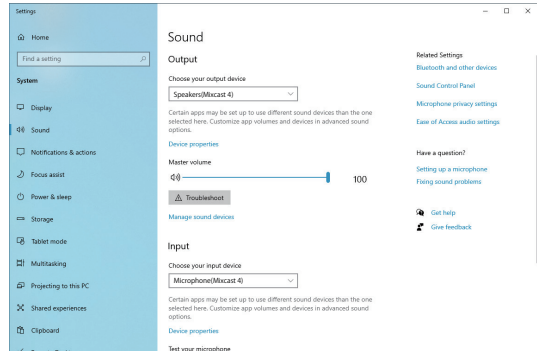 Settings
Home
Find a setting
System
Display
Sound
Notifications & actions
Focus assist
Power & sleep
Storage
Tablet mode
Multitasking
Projecting to this PC
Shared experiences
Clipboard
Sound
Output
Choose your output device
Speakers(Mixcast 4)
Certain apps may be set up to use different sound devices than the one
selected here. Customize app volumes and devices in advanced sound
options.
Device properties
Master volume
100
Troubleshoot
Manage sound devices
Input
Choose your input device
Microphone(Mixcast 4)
Certain apps may be set up to use different sound devices than the one
selected here. Customize app volumes and devices in advanced sound
options.
Device properties
Test your microphone
Related Settings
Bluetooth and other devices
Sound Control Panel
Microphone privacy settings
Ease of Access audio settings
Have a question?
Setting up a microphone
Fixing sound problems
Get help
Give feedback